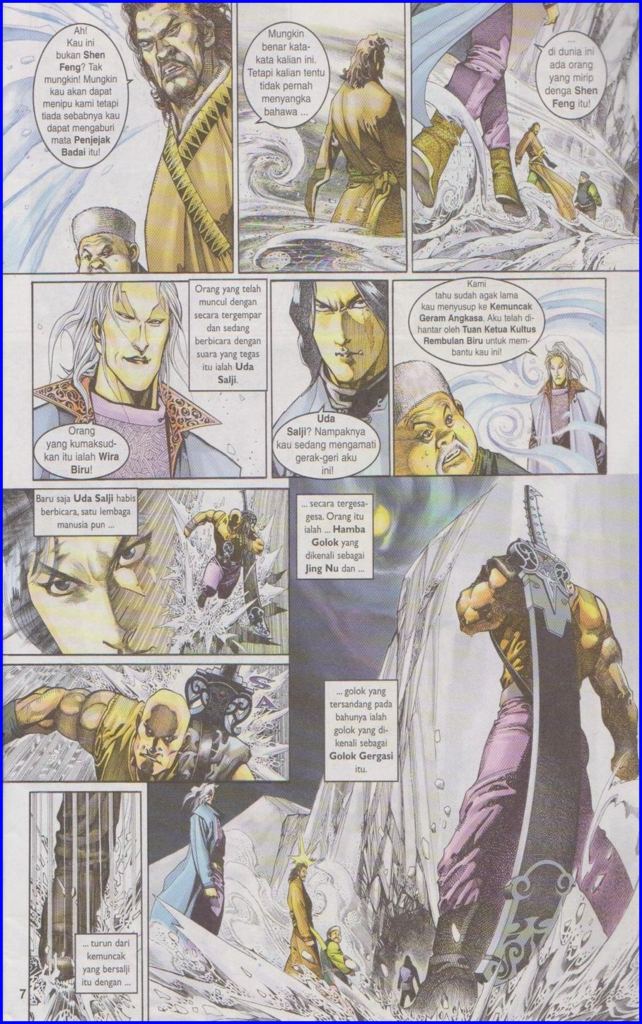 Ah!
Kau ini
bukan Shen
Feng? Tak
mungkin! Mungkin
kau akan dapat
menipu kami tetapi
tiada sebabnya kau
dapat mengaburi
mata Penjejak
Badai itu!
Mungkin
benar kata-
kata kalian ini.
Tetapi kalian tentu
tidak pernah
menyangka
bahawa ...
...
di dunia ini
ada orang
yang mirip
denga Shen
Feng itu!
Orang yang telah
muncul dengan
secara tergempar
dan sedang
berbicara dengan
suara yang tegas
itu ialah Uda
Salji.
Orang
yang kumaksud-
kan itu ialah Wira
Biru!
Uda
Salji? Nampaknya
kau sedang mengamati
gerak-geri aku
ini!
Kami
tahu sudah agak lama
kau menyusup ke Kemuncak
Geram Angkasa. Aku telah di-
hantar oleh Tuan Ketua Kultus
Rembulan Biru untuk mem-
bantu kau ini!
Baru saja Uda Salji habis
berbicara, satu lembaga
manusia pun ...
... secara tergesa-
gesa. Orang itu
ialah ... Hamba
Golok yang
dikenali sebagai
Jing Nu dan ...
... golok yang
tersandang pada
bahunya ialah
golok yang di-
kenali sebagai
Golok Gergasi
itu.
... turun dari
kemuncak
yang bersalji
itu dengan ...
7